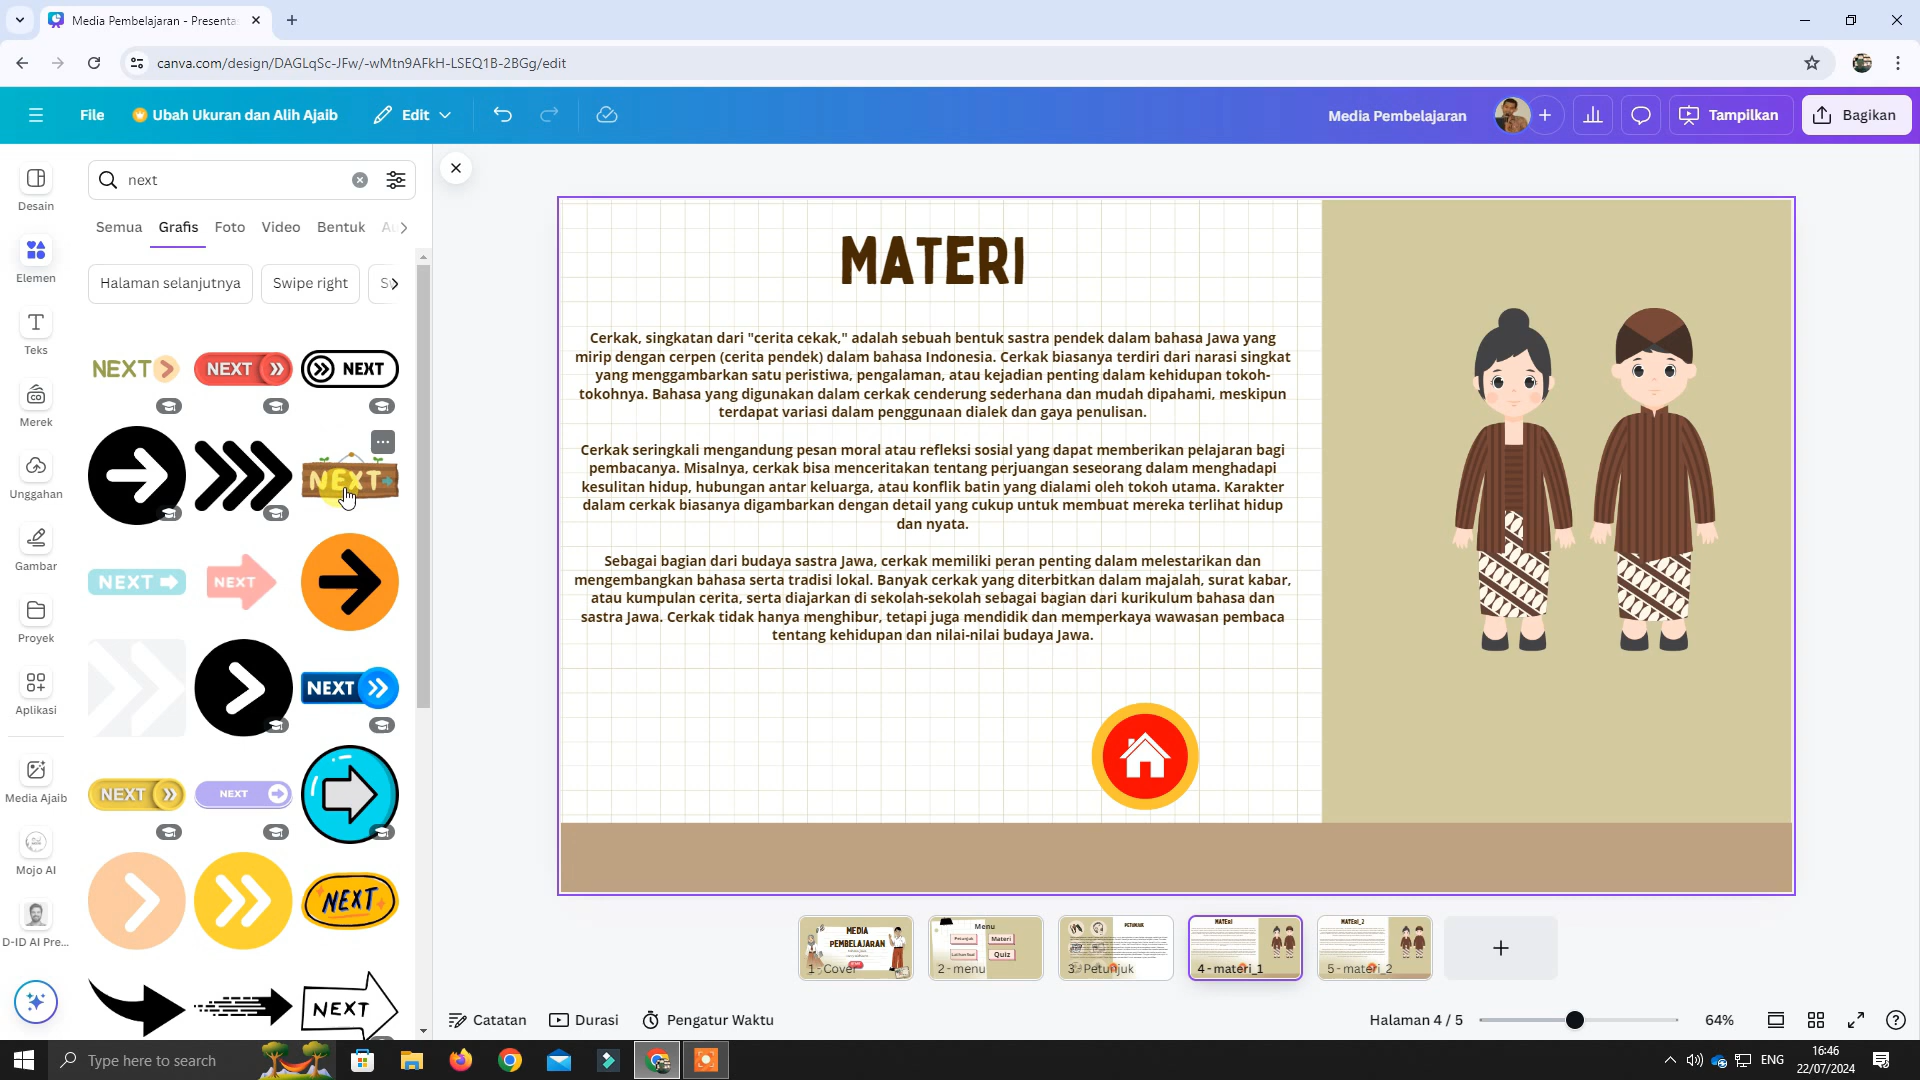 Media Pembelajaran - Presenta
canva.com/design/DAGLqSc-JFw/-wMtn9AFkH-LSEQ1B-2BGg/edit
File
Ubah Ukuran dan Alih Ajaib
Edit
Media Pembelajaran
Tampilkan
Bagikan
Desain
Elemen
Teks
Merek
Unggahan
Gambar
Proyek
Aplikasi
Media Ajaib
Mojo AI
D-ID AI Pre...
next
Semua
Grafis
Foto
Video
Bentuk
Halaman selanjutnya
Swipe right
NEXT
NEXT
NEXT
NEXT
NEXT
NEXT
NEXT
NEXT
NEXT
NEXT
NEXT
MATERI
Cerkak, singkatan dari "cerita cekak," adalah sebuah bentuk sastra pendek dalam bahasa Jawa yang
mirip dengan cerpen (cerita pendek) dalam bahasa Indonesia. Cerkak biasanya terdiri dari narasi singkat
yang menggambarkan satu peristiwa, pengalaman, atau kejadian penting dalam kehidupan tokoh-
tokohnya. Bahasa yang digunakan dalam cerkak cenderung sederhana dan mudah dipahami, meskipun
terdapat variasi dalam penggunaan dialek dan gaya penulisan.
Cerkak seringkali mengandung pesan moral atau refleksi sosial yang dapat memberikan pelajaran bagi
pembacanya. Misalnya, cerkak bisa menceritakan tentang perjuangan seseorang dalam menghadapi
kesulitan hidup, hubungan antar keluarga, atau konflik batin yang dialami oleh tokoh utama. Karakter
dalam cerkak biasanya digambarkan dengan detail yang cukup untuk membuat mereka terlihat hidup
dan nyata.
Sebagai bagian dari budaya sastra Jawa, cerkak memiliki peran penting dalam melestarikan dan
mengembangkan bahasa serta tradisi lokal. Banyak cerkak yang diterbitkan dalam majalah, surat kabar,
atau kumpulan cerita, serta diajarkan di sekolah-sekolah sebagai bagian dari kurikulum bahasa dan
sastra Jawa. Cerkak tidak hanya menghibur, tetapi juga mendidik dan memperkaya wawasan pembaca
tentang kehidupan dan nilai-nilai budaya Jawa.
MEDIA
PEMBELAJARAN
1 - Cover
Menu
Petunjuk
Materi
Latihan Soal
Quiz
2 - menu
PETUNJUK
3 - Petunjuk
MATERI
4 - materi_1
MATERI_2
5 - materi_2
Catatan
Durasi
Pengatur Waktu
Halaman 4 / 5
64%
Type here to search
ENG
16:46
22/07/2024